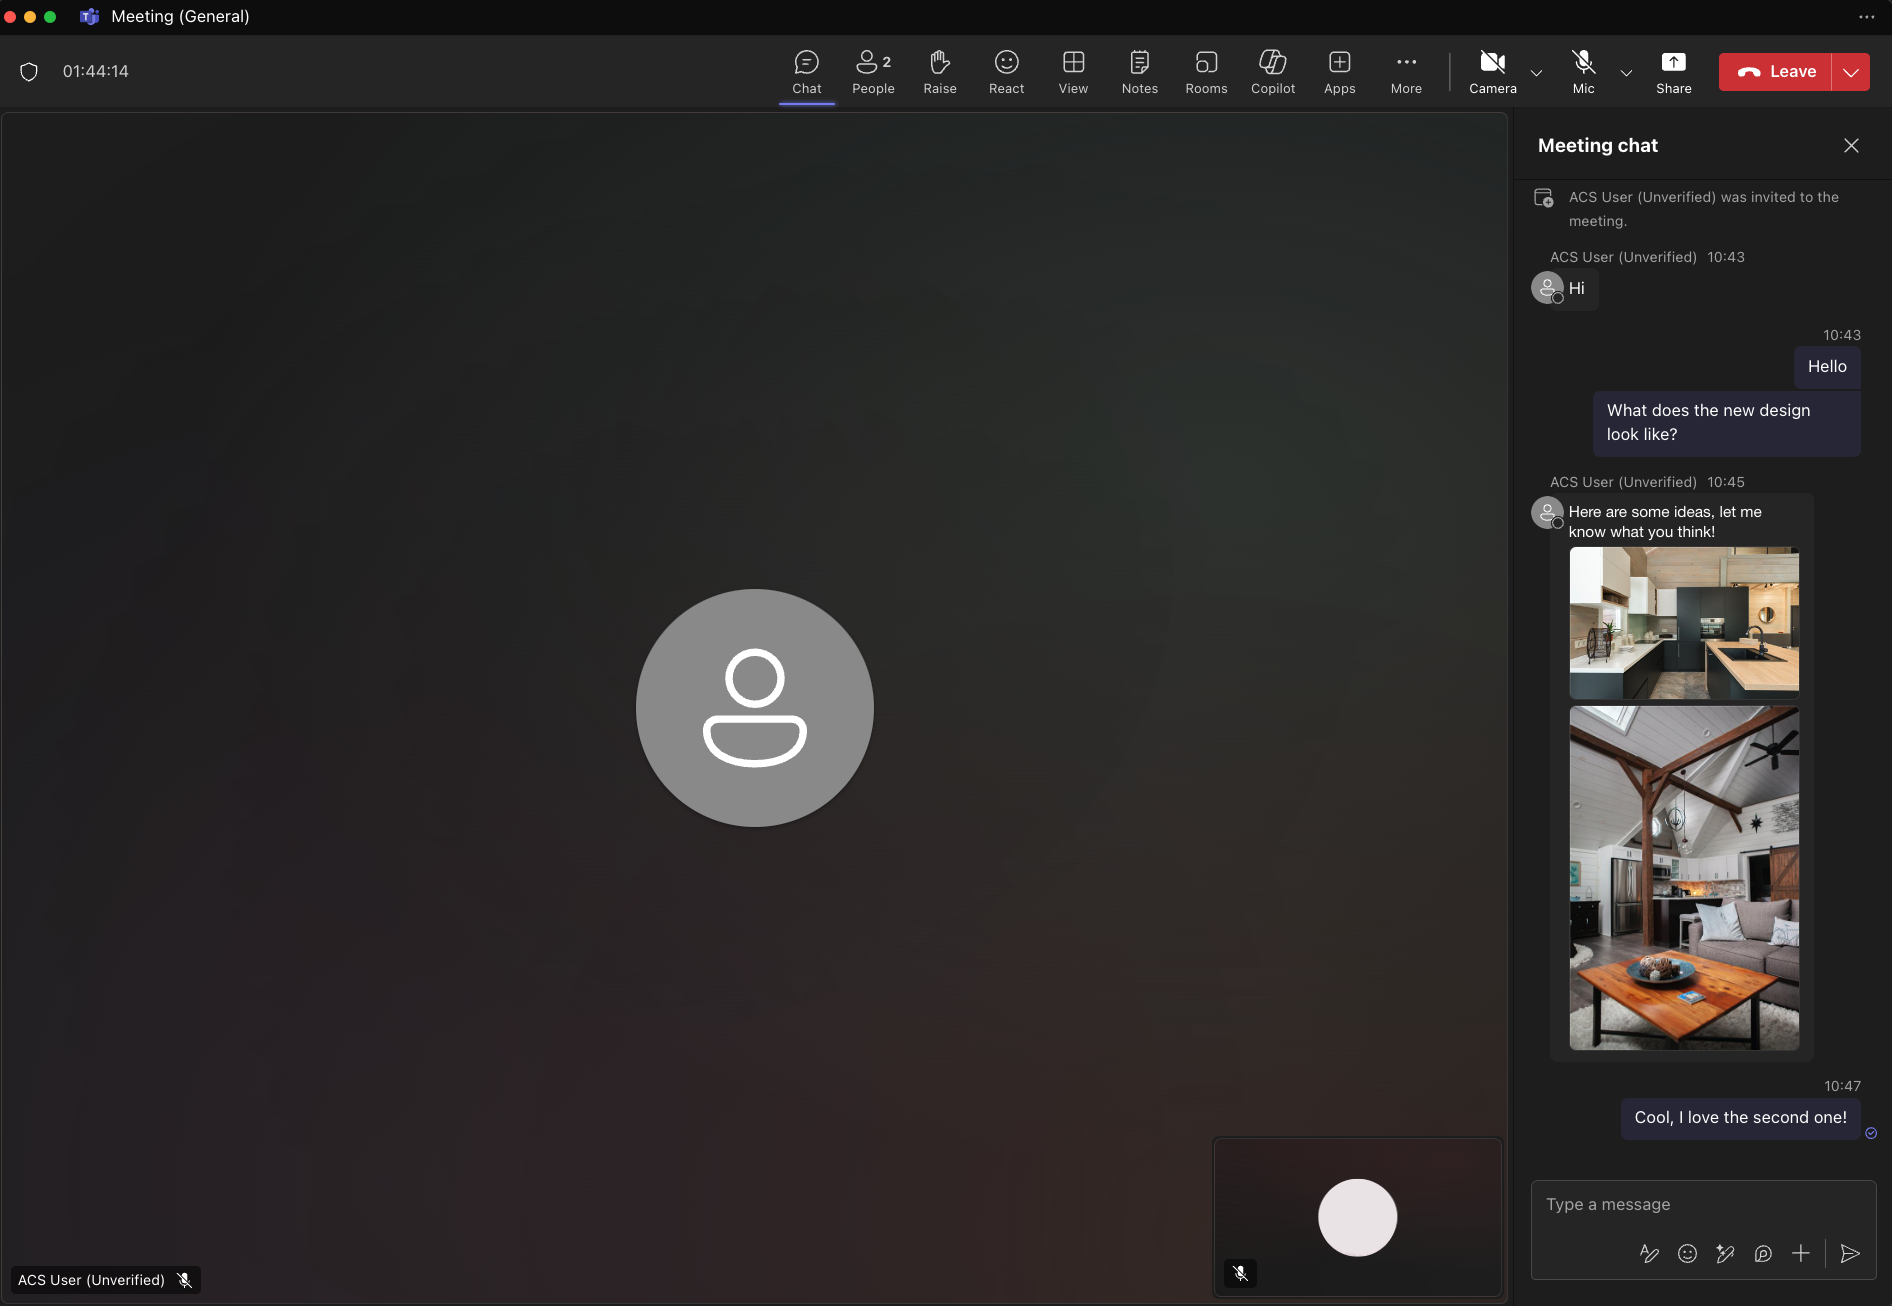 Meeting (General)
01:44:14
Chat
People 2
Raise
React
View
Notes
Rooms
Copilot
Apps
More
Camera
Mic
Share
Leave
Meeting chat
ACS User (Unverified) was invited to the
meeting.
ACS User (Unverified) 10:43
Hi
10:43
Hello
What does the new design
look like?
ACS User (Unverified) 10:45
Here are some ideas, let me
know what you think!
10:47
Cool, I love the second one!
Type a message
ACS User (Unverified)